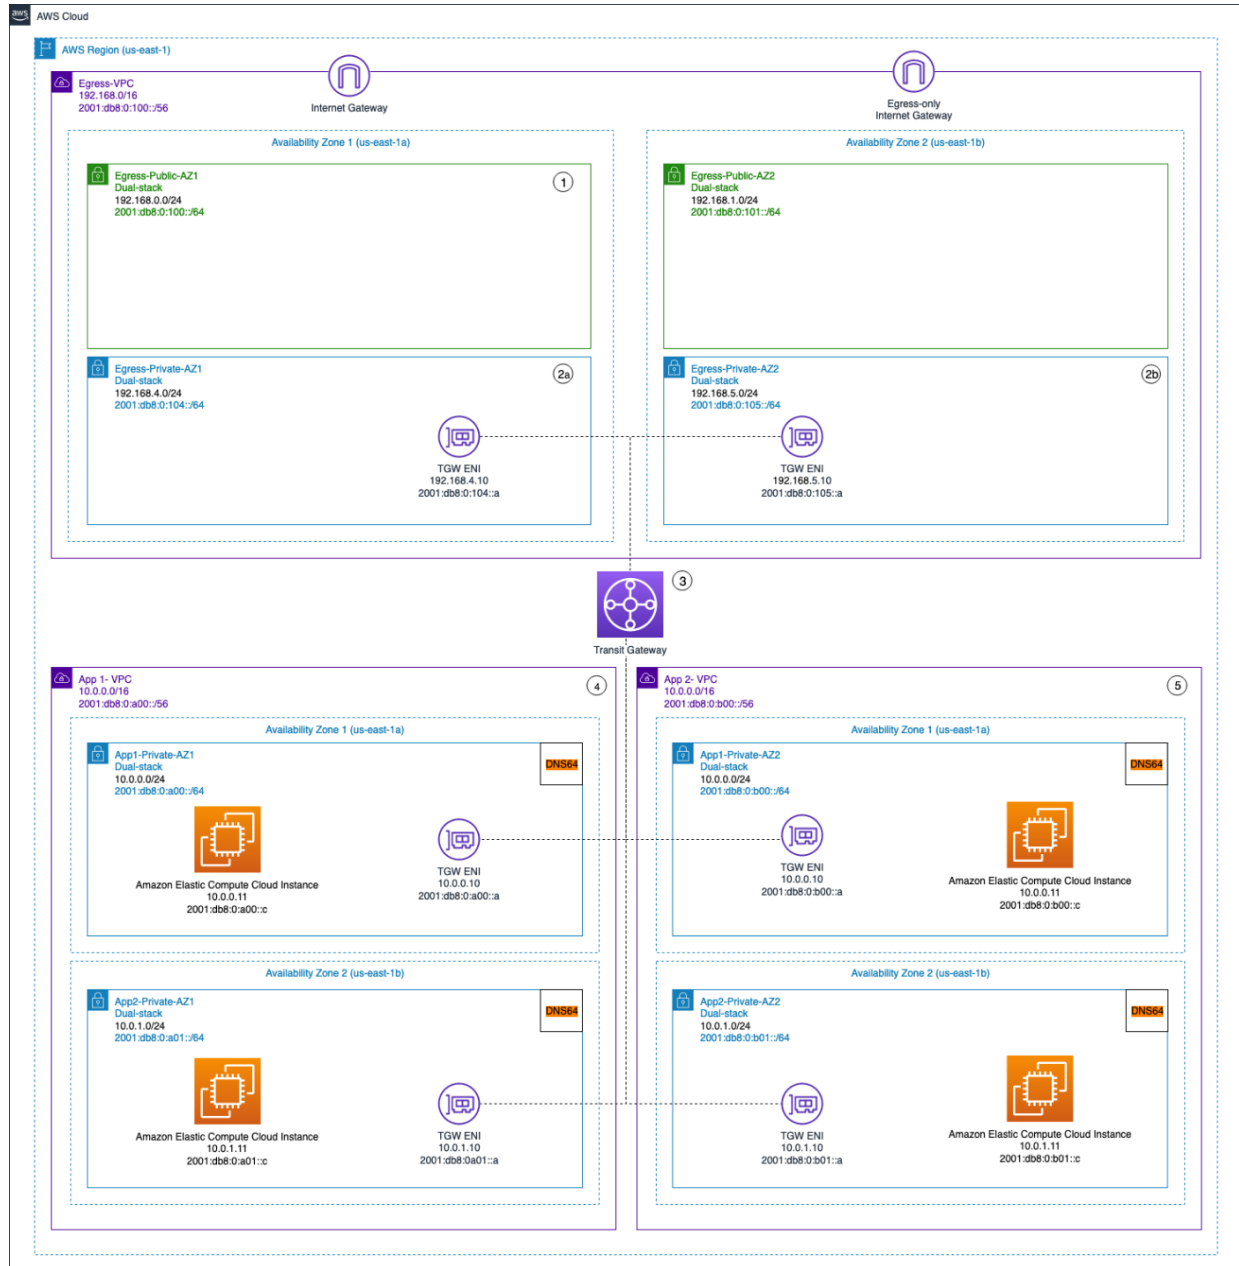 aws
AWS Cloud
AWS Region (us-east-1)
Egress-VPC
192.168.0/16
2001:db8:0:100::/56
Internet Gateway
Egress-only
Internet Gateway
Availability Zone 1 (us-east-1a)
Availability Zone 2 (us-east-1b)
Egress-Public-AZ1
Dual-stack
192.168.0.0/24
2001:db8:0:100::/64
1
Egress-Public-AZ2
Dual-stack
192.168.1.0/24
2001:db8:0:101::/64
Egress-Private-AZ1
Dual-stack
192.168.4.0/24
2001:db8:0:104::/64
2a
TGW ENI
192.168.4.10
2001:db8:0:104::a
Egress-Private-AZ2
Dual-stack
192.168.5.0/24
2001:db8:0:105::/64
2b
TGW ENI
192.168.5.10
2001:db8:0:105::a
3
Transit Gateway
App 1- VPC
10.0.0.0/16
2001:db8:0:a00::/56
4
Availability Zone 1 (us-east-1a)
App1-Private-AZ1
Dual-stack
10.0.0.0/24
2001:db8:0:a00::/64
DNS64
Amazon Elastic Compute Cloud Instance
10.0.0.11
2001:db8:0:a00::c
TGW ENI
10.0.0.10
2001:db8:0:a00::a
Availability Zone 2 (us-east-1b)
App2-Private-AZ1
Dual-stack
10.0.1.0/24
2001:db8:0:a01::/64
DNS64
Amazon Elastic Compute Cloud Instance
10.0.1.11
2001:db8:0:a01::c
TGW ENI
10.0.1.10
2001:db8:0a01::a
App 2- VPC
10.0.0.0/16
2001:db8:0:b00::/56
5
Availability Zone 1 (us-east-1a)
App1-Private-AZ2
Dual-stack
10.0.0.0/24
2001:db8:0:b00::/64
DNS64
TGW ENI
10.0.0.10
2001:db8:0:b00::a
Amazon Elastic Compute Cloud Instance
10.0.0.11
2001:db8:0:b00::c
Availability Zone 2 (us-east-1b)
App2-Private-AZ2
Dual-stack
10.0.1.0/24
2001:db8:0:b01::/64
DNS64
TGW ENI
10.0.1.10
2001:db8:0:b01::a
Amazon Elastic Compute Cloud Instance
10.0.1.11
2001:db8:0:b01::c